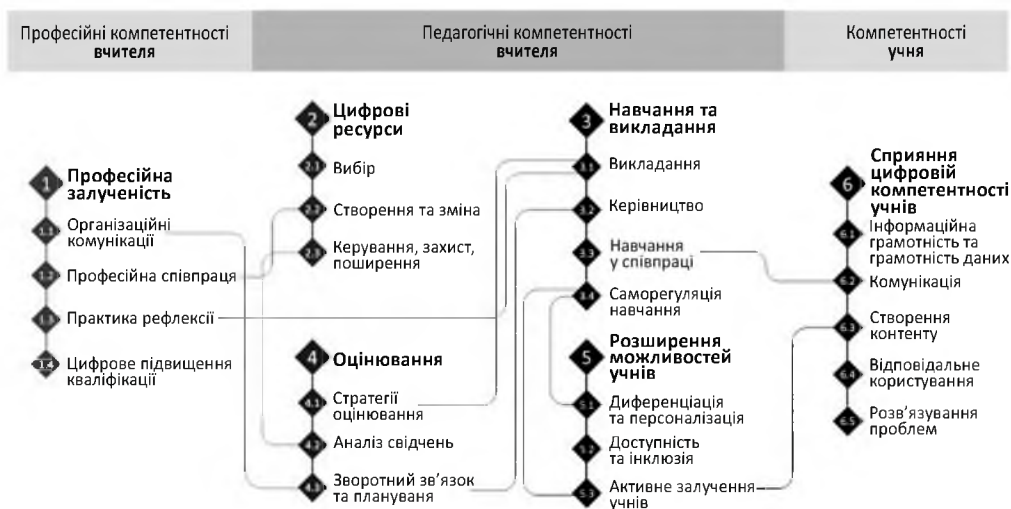 Професійні компетентності
вчителя
Педагогічні компетентності
вчителя
Компетентності
учня
1
Професійна
залученість
1.1
Організаційні
комунікації
1.2
Професійна співпраця
1.3
Практика рефлексії
1.4
Цифрове підвищення
кваліфікації
2
Цифрові
ресурси
2.1
Вибір
2.2
Створення та зміна
2.3
Керування, захист,
поширення
4
Оцінювання
4.1
Стратегії
оцінювання
4.2
Аналіз свідчень
4.3
Зворотний зв'язок
та плануваня
3
Навчання та
викладання
3.1
Викладання
3.2
Керівництво
3.3
Навчання
у співпраці
3.4
Саморегуляція
навчання
5
Розширення
можливостей
учнів
5.1
Диференціація
та персоналізація
5.2
Доступність
та інклюзія
5.3
Активне залучення
учнів
6
Сприяння
цифровій
компетентності
учнів
6.1
Інформаційна
грамотність та
грамотність даних
6.2
Комунікація
6.3
Створення
контенту
6.4
Відповідальне
користування
6.5
Розв'язування
проблем